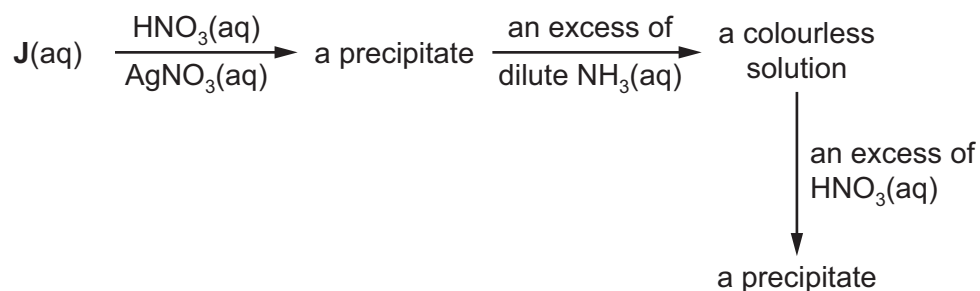 J(aq)
HNO₃(aq)
AgNO₃(aq)
a precipitate
an excess of
dilute NH₃(aq)
a colourless
solution
an excess of
HNO₃(aq)
a precipitate